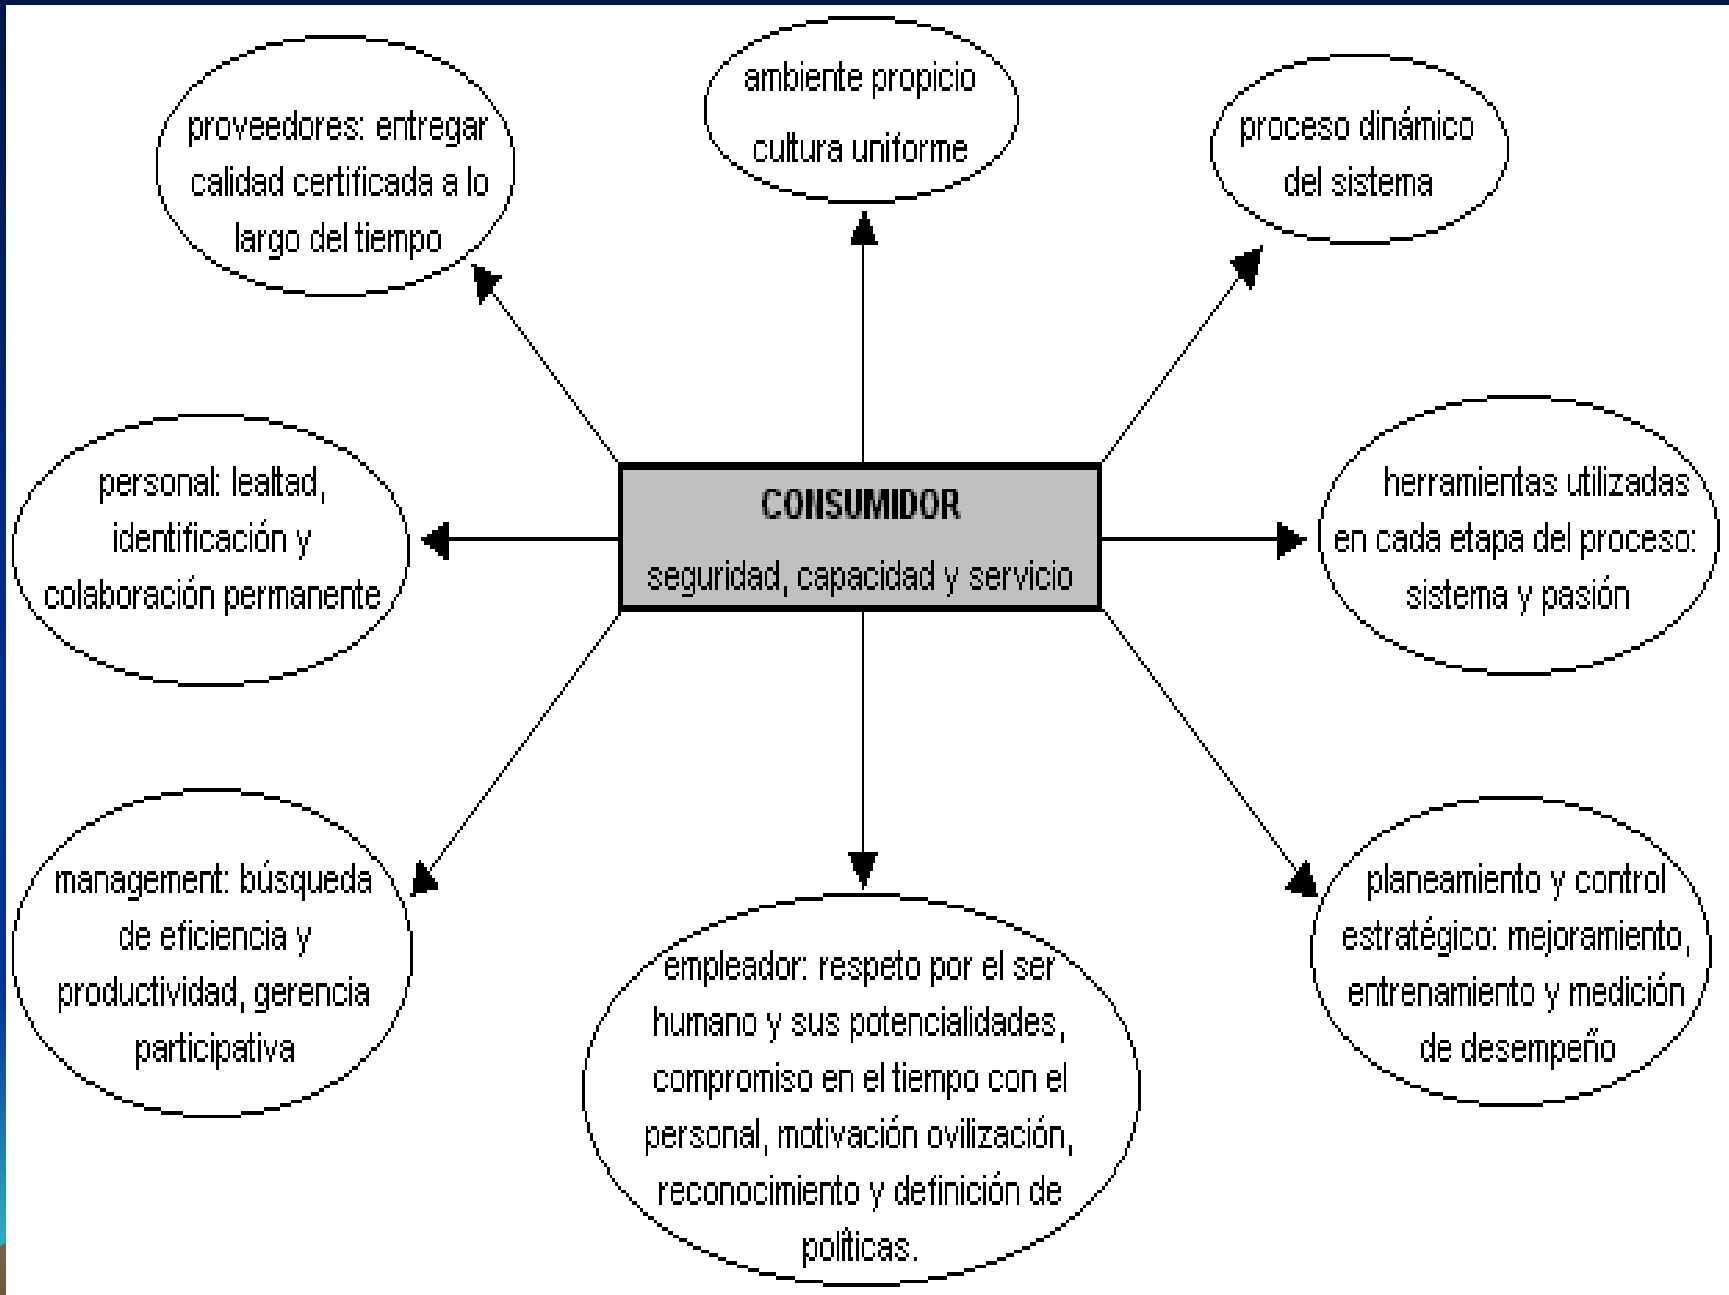 ambiente propicio
cultura uniforme
proveedores: entregar
calidad certificada a lo
largo del tiempo
proceso dinámico
del sistema
personal: lealtad,
identificación y
colaboración permanente
CONSUMIDOR
seguridad, capacidad y servicio
herramientas utilizadas
en cada etapa del proceso:
sistema y pasión
management: búsqueda
de eficiencia y
productividad, gerencia
participativa
empleador: respeto por el ser
humano y sus potencialidades,
compromiso en el tiempo con el
personal, motivación ovilización,
reconocimiento y definición de
políticas.
planeamiento y control
estratégico: mejoramiento,
entrenamiento y medición
de desempeño